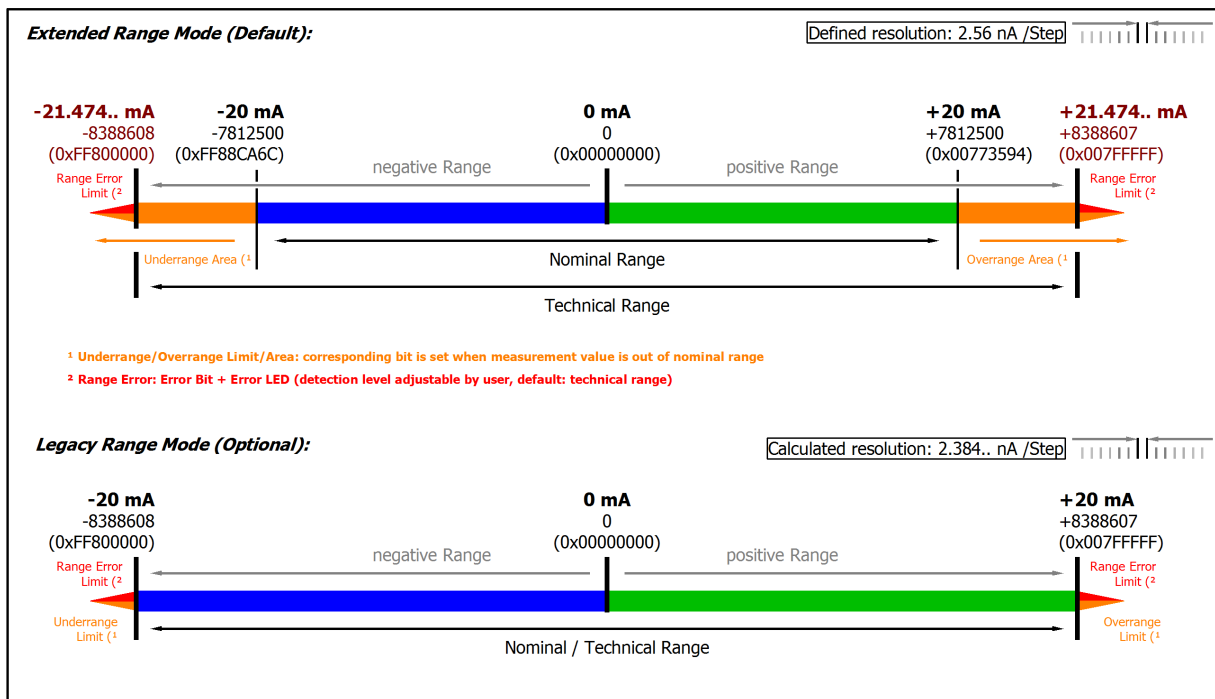 Extended Range Mode (Default):
Defined resolution: 2.56 nA /Step
-21.474.. mA
-8388608
(0xFF800000)
-20 mA
-7812500
(0xFF88CA6C)
0 mA
0
(0x00000000)
+20 mA
+7812500
(0x00773594)
+21.474.. mA
+8388607
(0x007FFFFF)
negative Range
positive Range
Range Error
Limit (²
Range Error
Limit (²
Underrange Area (¹
Nominal Range
Overrange Area (¹
Technical Range
¹ Underrange/Overrange Limit/Area: corresponding bit is set when measurement value is out of nominal range
² Range Error: Error Bit + Error LED (detection level adjustable by user, default: technical range)
Legacy Range Mode (Optional):
Calculated resolution: 2.384.. nA /Step
-20 mA
-8388608
(0xFF800000)
0 mA
0
(0x00000000)
+20 mA
+8388607
(0x007FFFFF)
negative Range
positive Range
Range Error
Limit (²
Range Error
Limit (²
Underrange
Limit (¹
Overrange
Limit (¹
Nominal / Technical Range